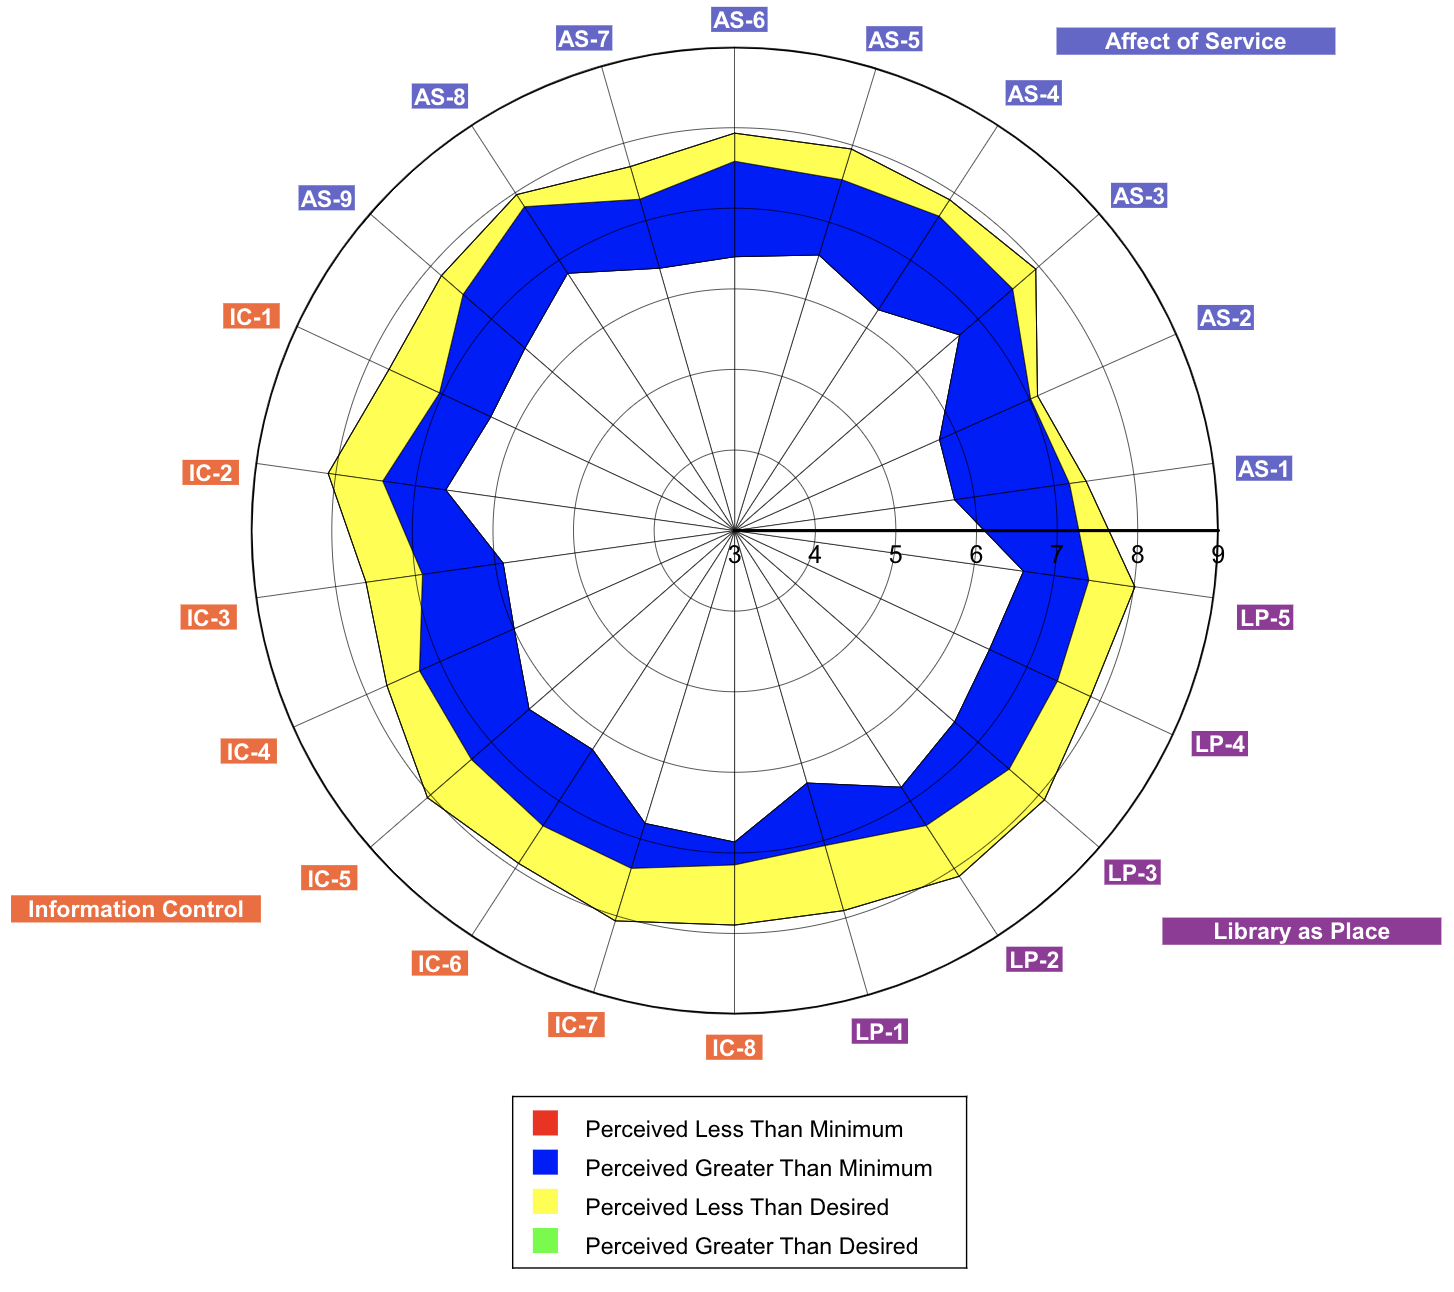 AS-6
AS-7
AS-5
Affect of Service
AS-8
AS-4
AS-9
AS-3
IC-1
AS-2
IC-2
AS-1
3 4 5 6 7 8 9
IC-3
LP-5
IC-4
LP-4
IC-5
LP-3
Information Control
Library as Place
IC-6
LP-2
IC-7
LP-1
IC-8
Perceived Less Than Minimum
Perceived Greater Than Minimum
Perceived Less Than Desired
Perceived Greater Than Desired